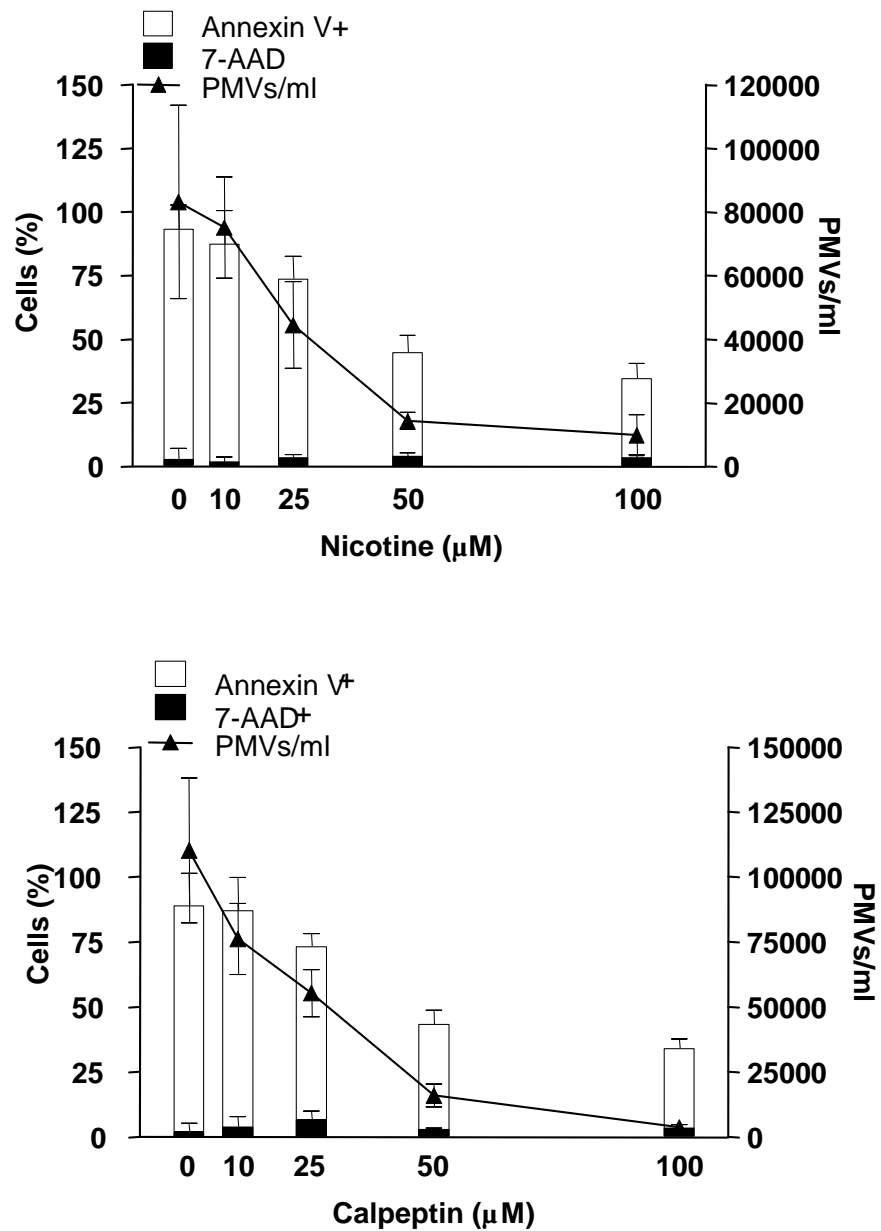 Annexin V+
7-AAD
PMVs/ml
150 120000
125 100000
100 80000
75 60000
50 40000
25 20000
0 0
Cells (%)
PMVs/ml
0 10 25 50 100
Nicotine (μM)
Annexin V+
7-AAD+
PMVs/ml
150 150000
125 125000
100 100000
75 75000
50 50000
25 25000
0 0
Cells (%)
PMVs/ml
0 10 25 50 100
Calpeptin (μM)